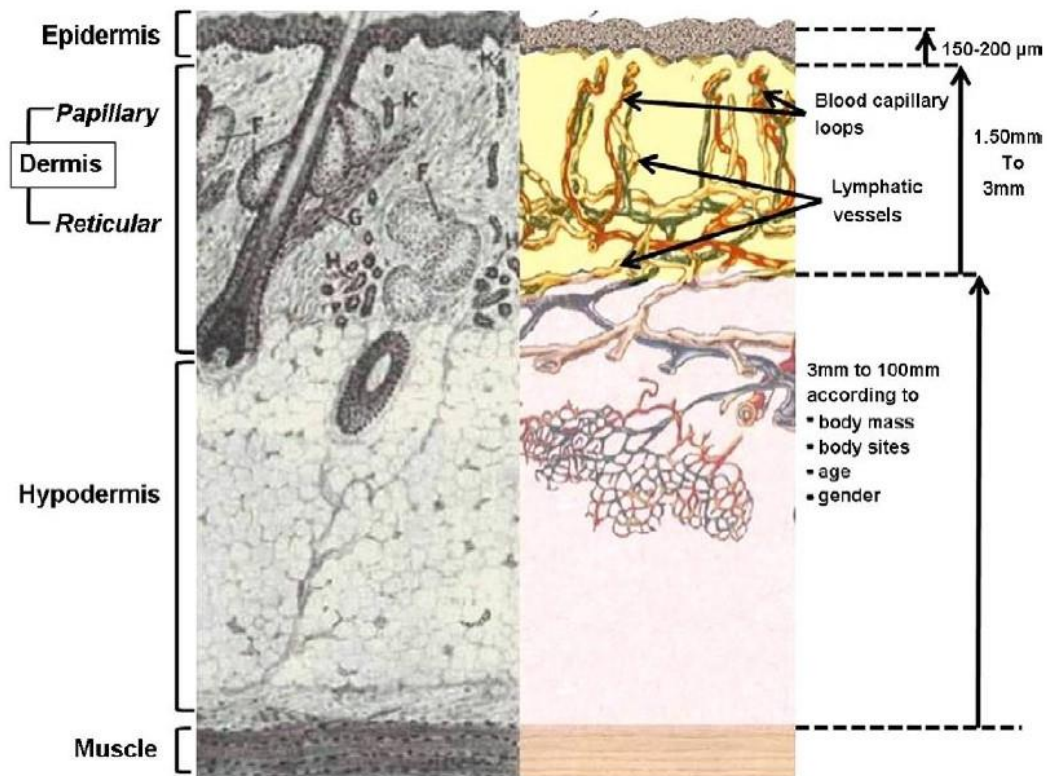 Epidermis
Papillary
Dermis
Reticular
Hypodermis
Muscle
K
K
F
F
G
H
H
Blood capillary
loops
Lymphatic
vessels
150-200 µm
1.50mm
To
3mm
3mm to 100mm
according to
- body mass
- body sites
- age
- gender